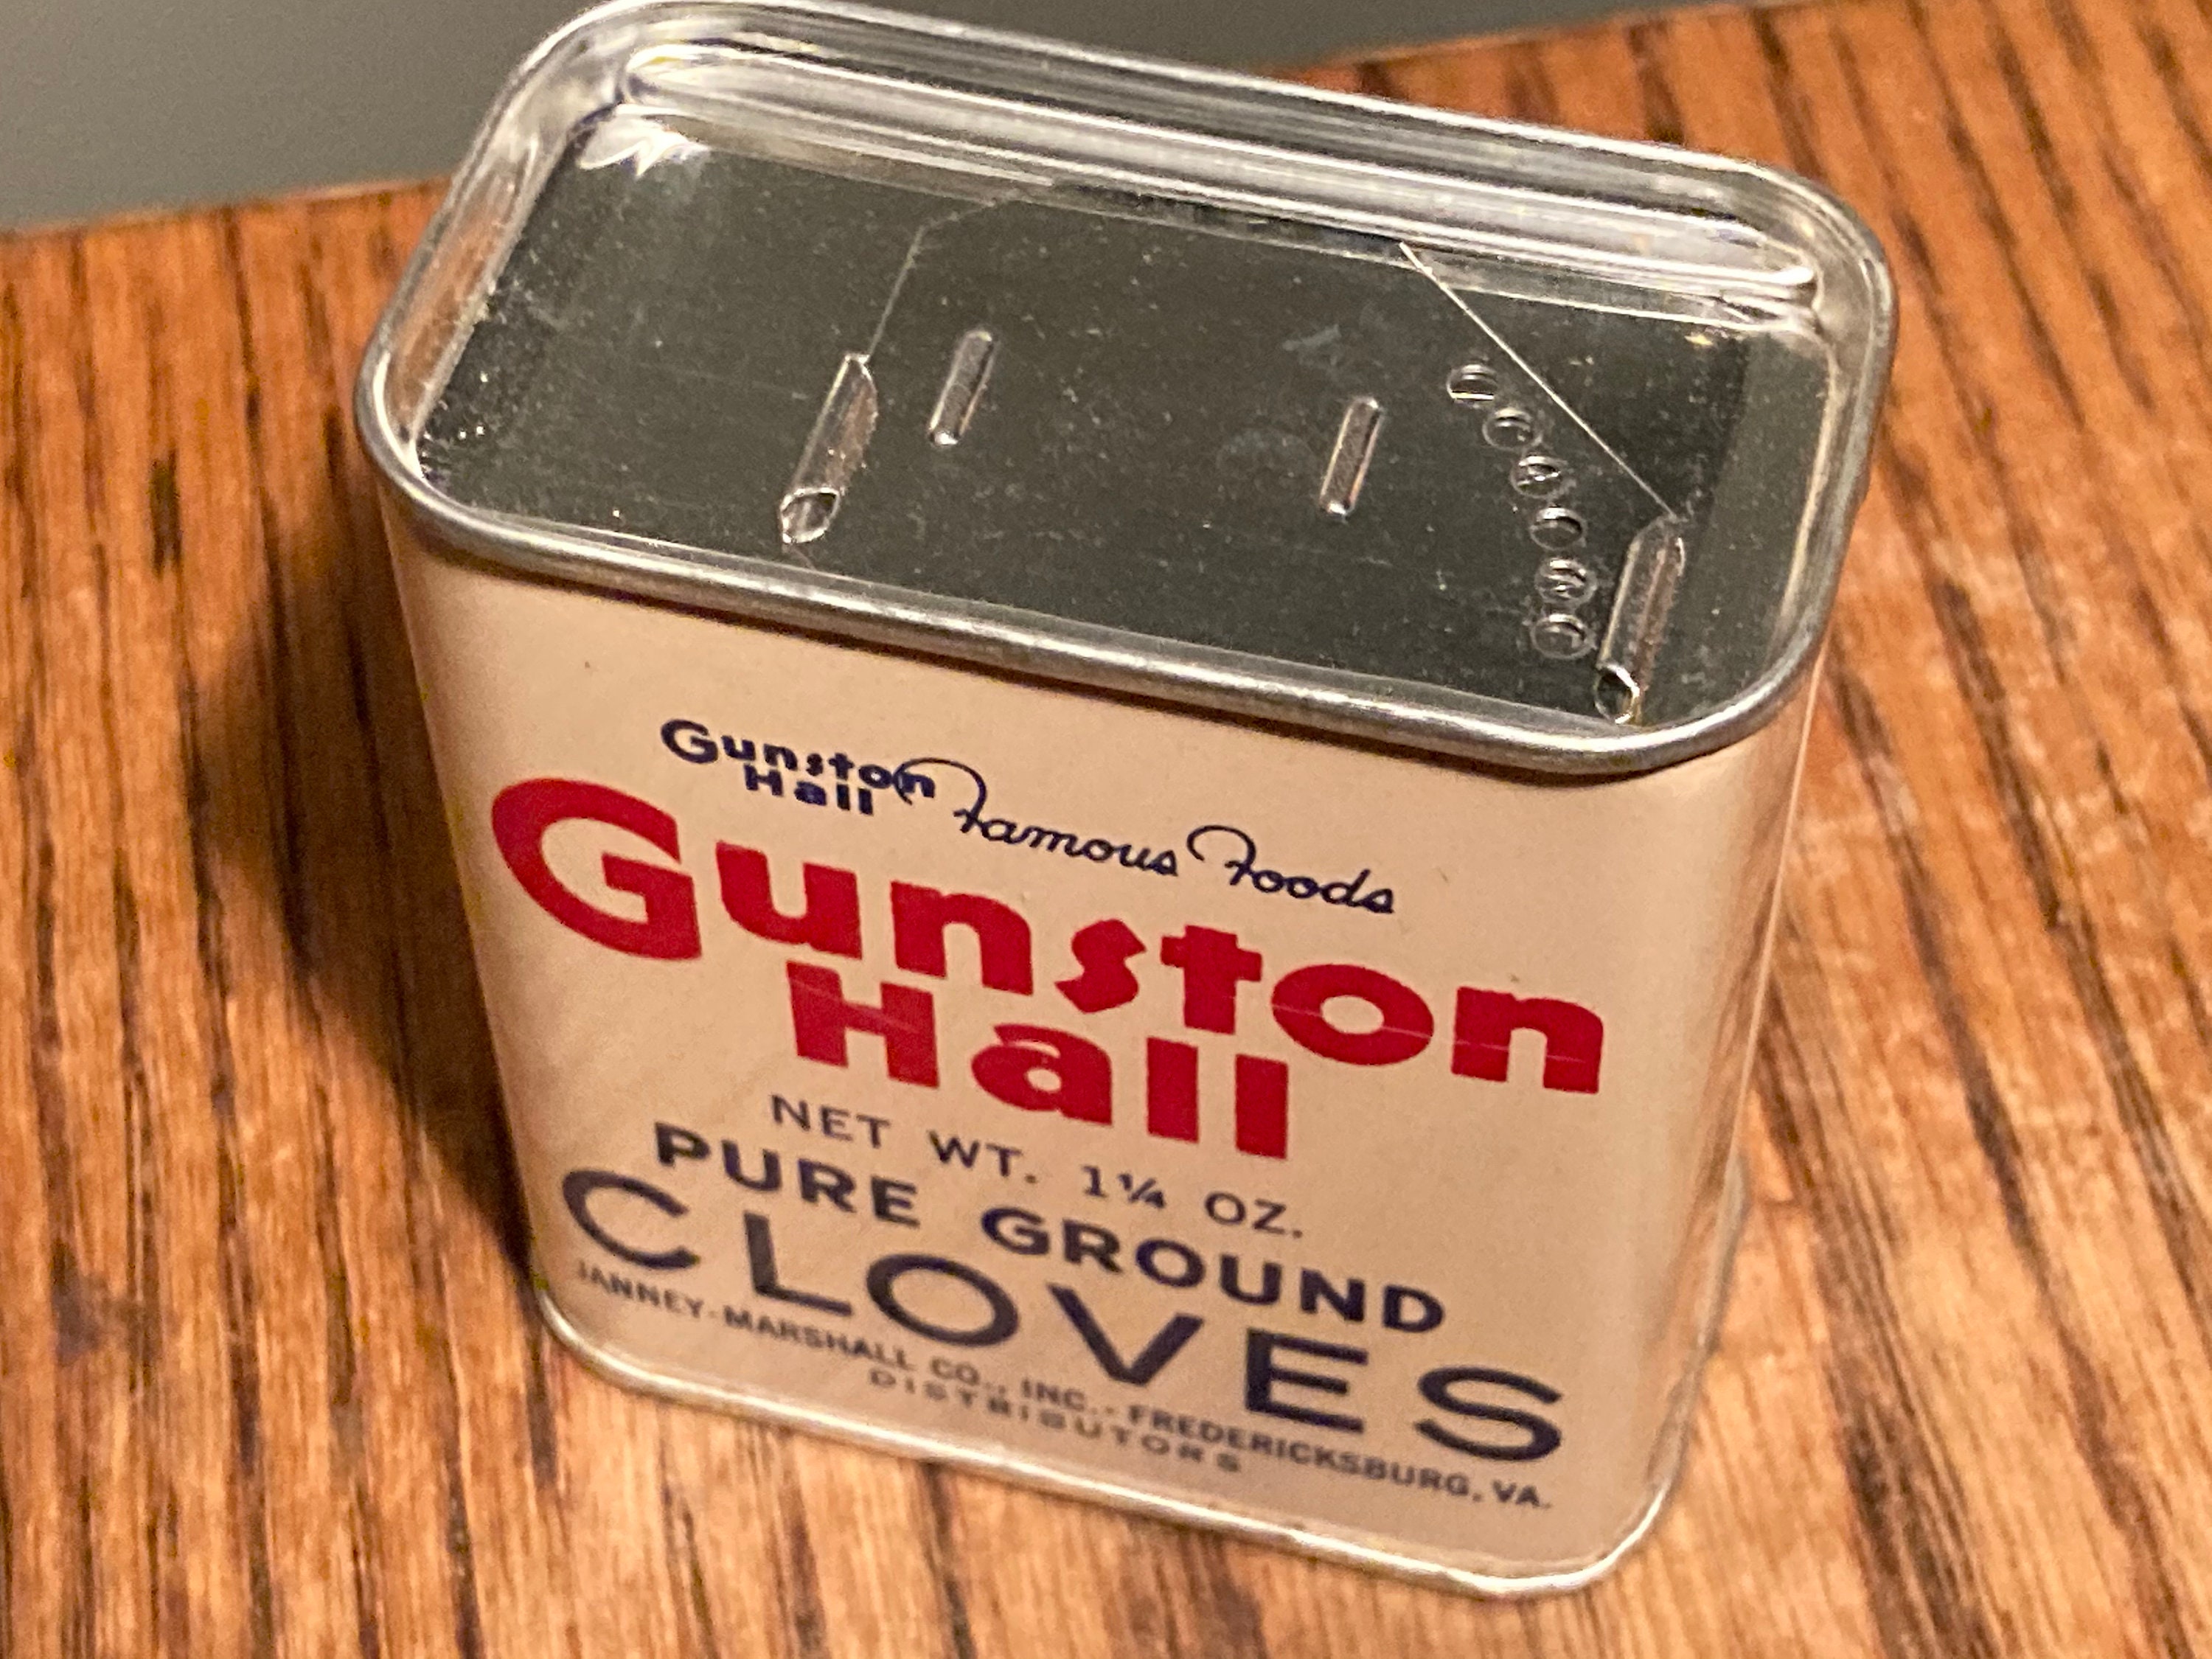 Gunston
Hall Famous Foods
Gunston
Hall
NET WT. 1¼ OZ.
PURE GROUND
CLOVES
JANNEY-MARSHALL CO., INC. - FREDERICKSBURG, VA.
DISTRIBUTORS